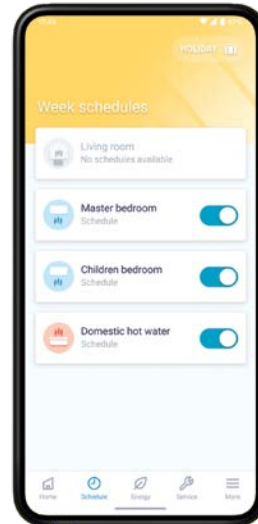 HOLIDAY
Week schedules
Living room
No schedules available
Master bedroom
Schedule
Children bedroom
Schedule
Domestic hot water
Schedule
Home
Schedule
Energy
Service
More